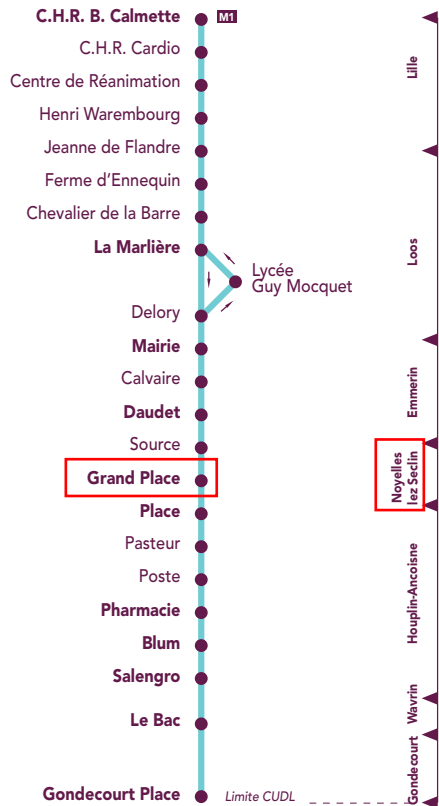 C.H.R. B. Calmette
M1
C.H.R. Cardio
Centre de Réanimation
Henri Warembourg
Jeanne de Flandre
Ferme d'Ennequin
Chevalier de la Barre
La Marlière
Lycée
Guy Mocquet
Delory
Mairie
Calvaire
Daudet
Source
Grand Place
Place
Pasteur
Poste
Pharmacie
Blum
Salengro
Le Bac
Gondecourt Place
Limite CUDL
Lille
Loos
Emmerin
Noyelles
lez Seclin
Houplin-Ancoisne
Wavrin
Gondecourt